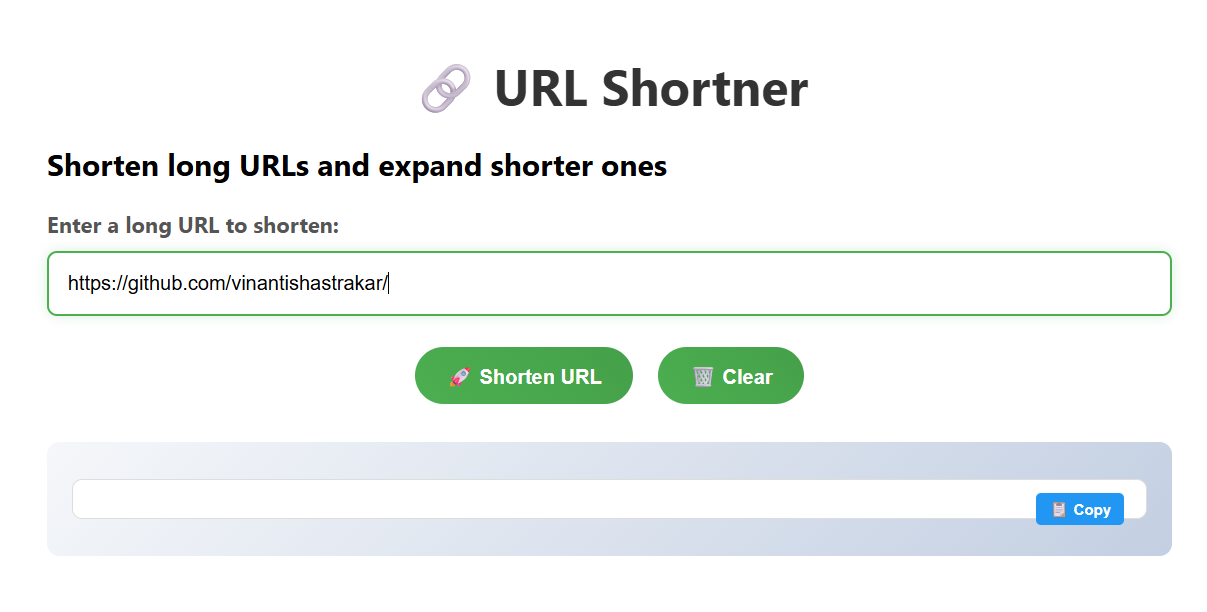 URL Shortner
Shorten long URLs and expand shorter ones
Enter a long URL to shorten:
https://github.com/vinantishastrakar/
Shorten URL
Clear
Copy